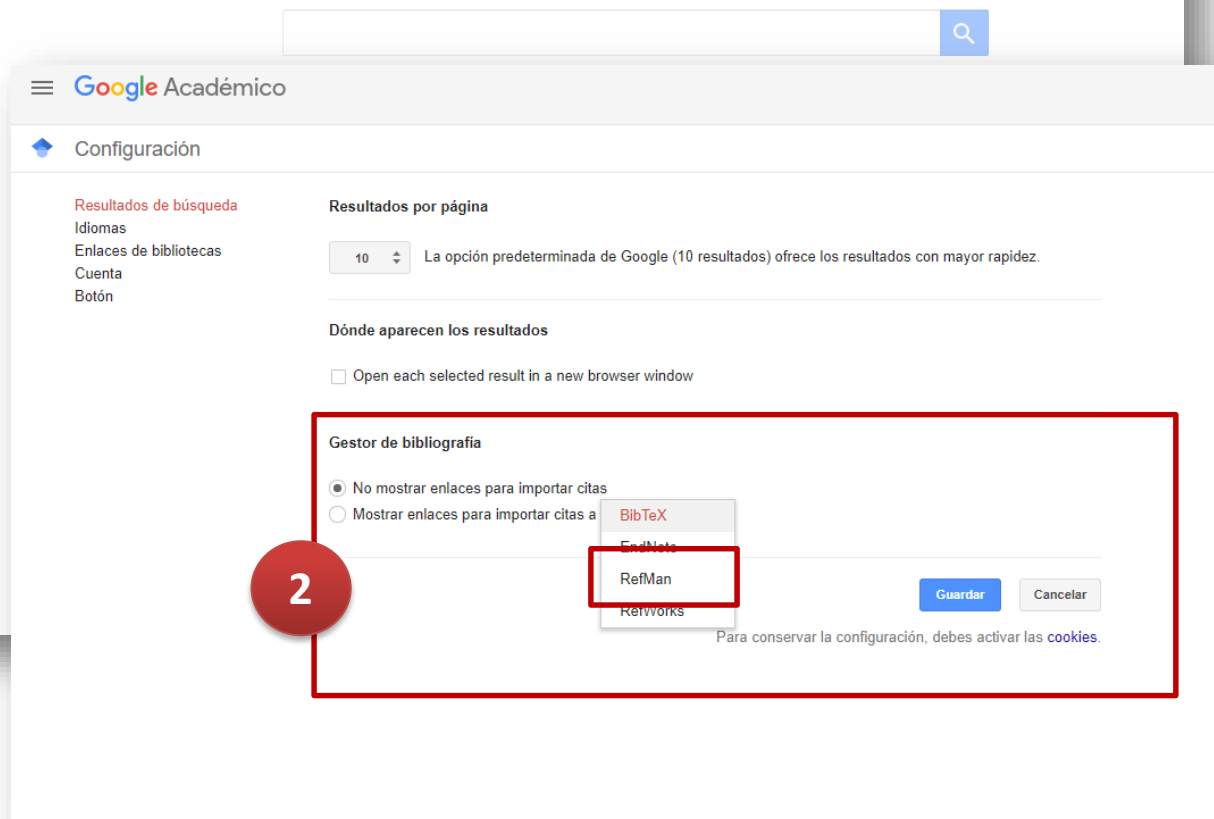 Google Académico
Configuración
Resultados de búsqueda
Idiomas
Enlaces de bibliotecas
Cuenta
Botón
Resultados por página
10 La opción predeterminada de Google (10 resultados) ofrece los resultados con mayor rapidez.
Dónde aparecen los resultados
Open each selected result in a new browser window
Gestor de bibliografía
No mostrar enlaces para importar citas
Mostrar enlaces para importar citas a
BibTeX
EndNote
RefMan
RefWorks
2
Guardar Cancelar
Para conservar la configuración, debes activar las cookies.